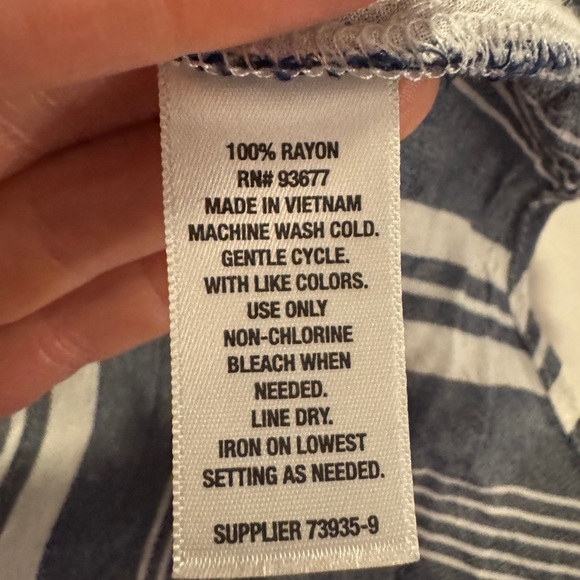 100% RAYON
RN# 93677
MADE IN VIETNAM
MACHINE WASH COLD.
GENTLE CYCLE.
WITH LIKE COLORS.
USE ONLY
NON-CHLORINE
BLEACH WHEN
NEEDED.
LINE DRY.
IRON ON LOWEST
SETTING AS NEEDED.
SUPPLIER 73935-9